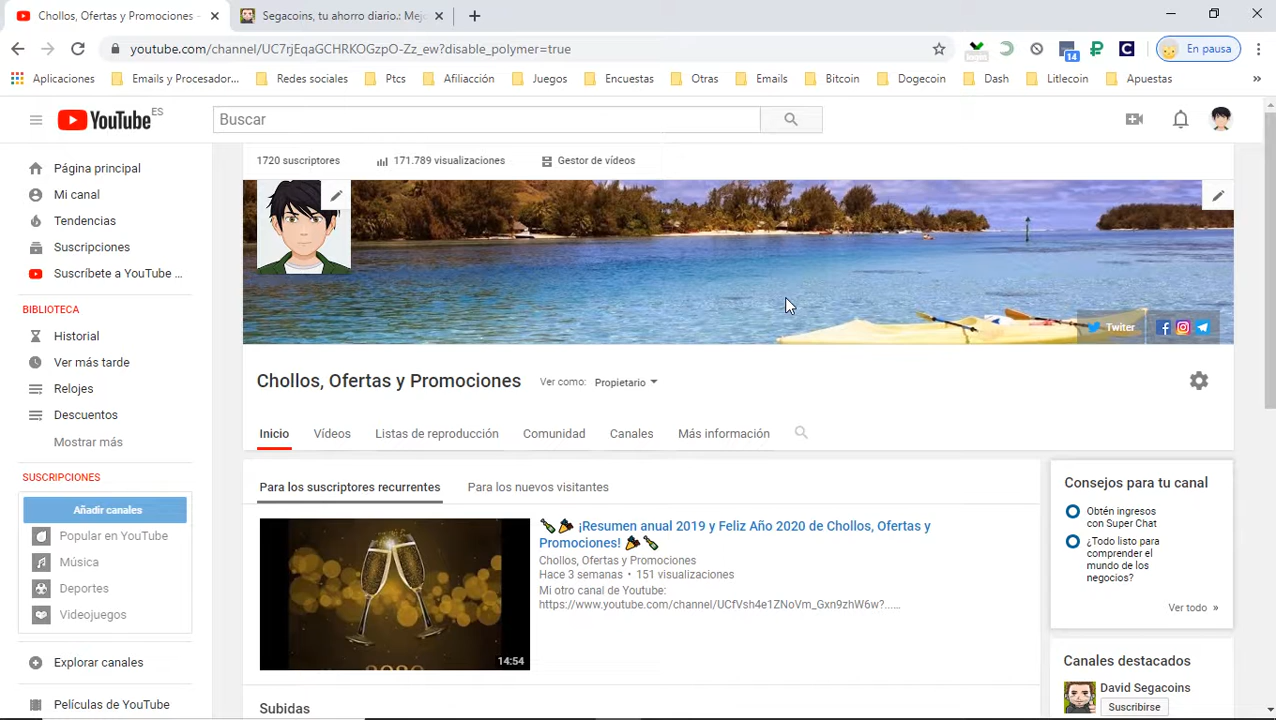 Chollos, Ofertas y Promociones -
Segacoins, tu ahorro diario.: Mej
youtube.com/channel/UC7rjEqaGCHRKOGzpO-Zz_ew?disable_polymer=true
14
En pausa
Aplicaciones
Emails y Procesador...
Redes sociales
Ptcs
Afiliacción
Juegos
Encuestas
Otras
Emails
Bitcoin
Dogecoin
Dash
Litlecoin
Apuestas
»
YouTube ES
Buscar
Página principal
Mi canal
Tendencias
Suscripciones
Suscríbete a YouTube ...
BIBLIOTECA
Historial
Ver más tarde
Relojes
Descuentos
Mostrar más
SUSCRIPCIONES
Añadir canales
Popular en YouTube
Música
Deportes
Videojuegos
Explorar canales
Películas de YouTube
1720 suscriptores
171.789 visualizaciones
Gestor de vídeos
Twiter
Chollos, Ofertas y Promociones
Ver como: Propietario
Inicio
Vídeos
Listas de reproducción
Comunidad
Canales
Más información
Para los suscriptores recurrentes
Para los nuevos visitantes
2020
14:54
¡Resumen anual 2019 y Feliz Año 2020 de Chollos, Ofertas y
Promociones!
Chollos, Ofertas y Promociones
Hace 3 semanas • 151 visualizaciones
Mi otro canal de Youtube:
https://www.youtube.com/channel/UCfVsh4e1ZNoVm_Gxn9zhW6w?......
Subidas
Consejos para tu canal
Obtén ingresos
con Super Chat
¿Todo listo para
comprender el
mundo de los
negocios?
Ver todo »
Canales destacados
David Segacoins
Suscribirse